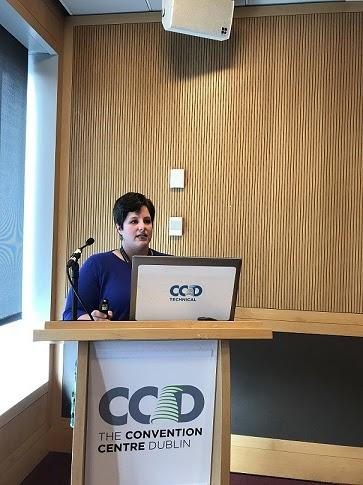 CCD
TECHNICAL
CCD
THE CONVENTION
CENTRE DUBLIN